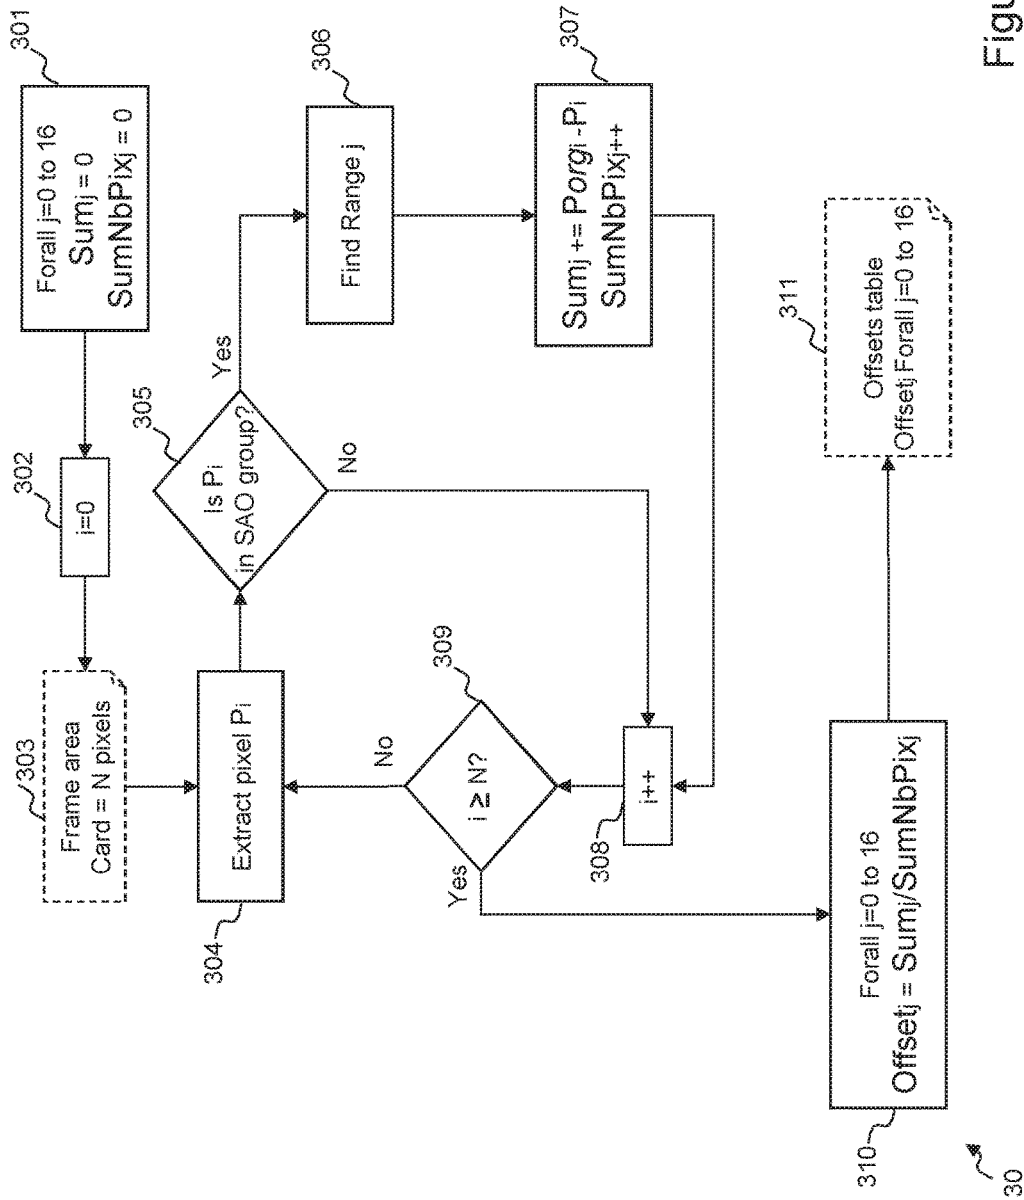 301
Forall j=0 to 16
Sumj = 0
SumNbPixj = 0
302
i=0
303
Frame area
Card = N pixels
304
Extract pixel Pi
305
Is Pi
in SAO group?
Yes
No
306
Find Range j
307
Sumj += Porgi -Pi
SumNbPixj++
308
i++
309
i ≥ N?
No
Yes
310
Forall j=0 to 16
Offsetj = Sumj/SumNbPixj
311
Offsets table
Offsetj Forall j=0 to 16
30